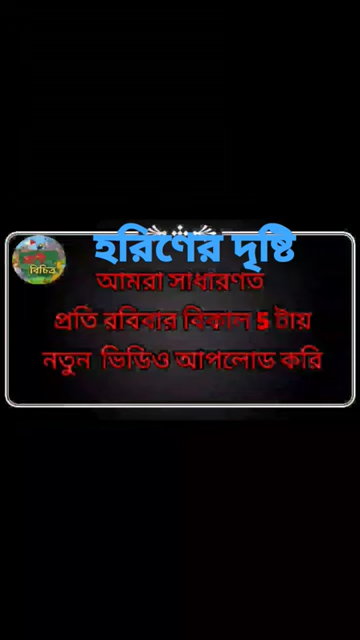 হরিণের দৃষ্টি
বিচিত্র
আমরা সাধারণত
প্রতি রবিবার বিকাল 5 টায়
নতুন ভিডিও আপলোড করি